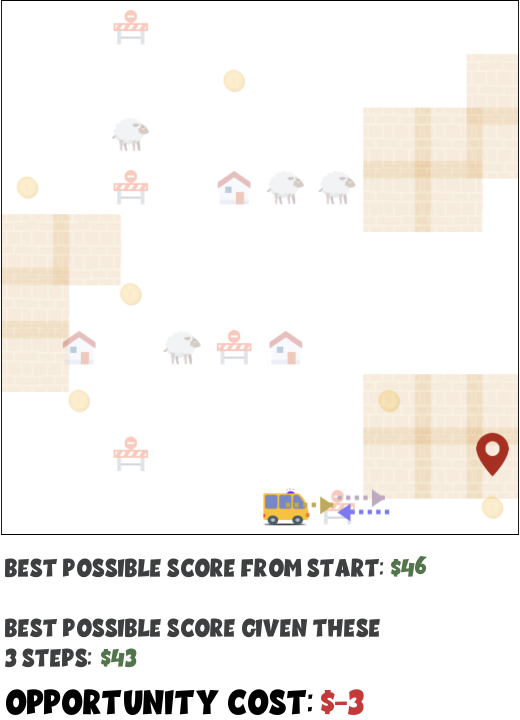 BEST POSSIBLE SCORE FROM START: $46
BEST POSSIBLE SCORE GIVEN THESE
3 STEPS: $43
OPPORTUNITY COST: $-3